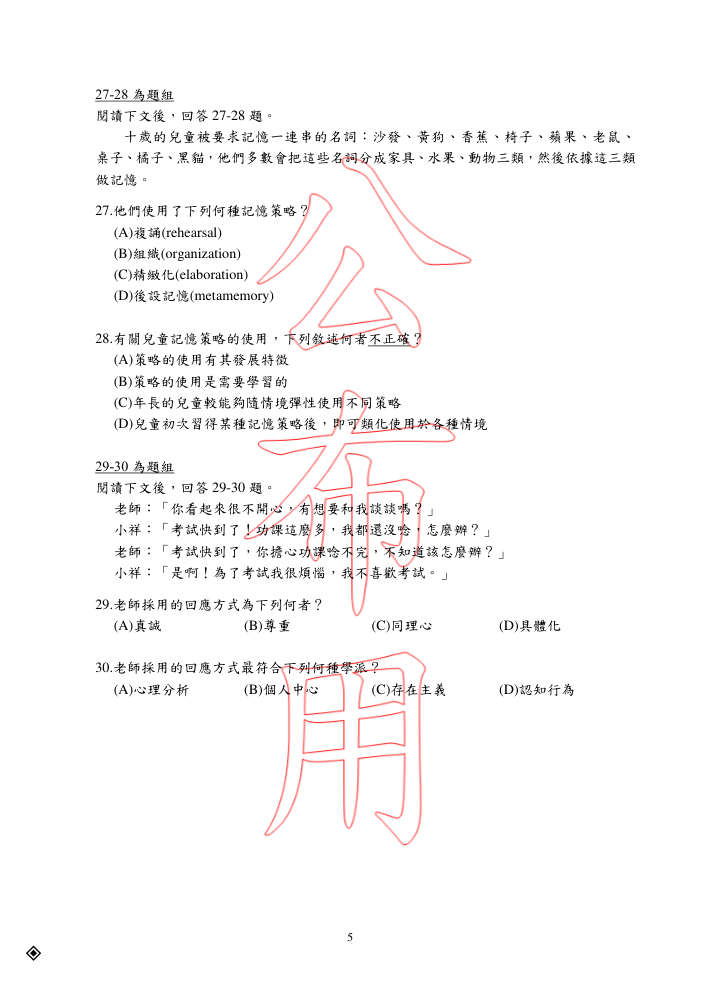 27-28 為題組
閱讀下文後，回答 27-28 題。
十歲的兒童被要求記憶一連串的名詞：沙發、黃狗、香蕉、椅子、蘋果、老鼠、
桌子、橘子、黑貓，他們多數會把這些名詞分成家具、水果、動物三類，然後依據這三類
做記憶。
27.他們使用了下列何種記憶策略？
(A)複誦(rehearsal)
(B)組織(organization)
(C)精緻化(elaboration)
(D)後設記憶(metamemory)
28.有關兒童記憶策略的使用，下列敘述何者不正確？
(A)策略的使用有其發展特徵
(B)策略的使用是需要學習的
(C)年長的兒童較能夠隨情境彈性使用不同策略
(D)兒童初次習得某種記憶策略後，即可類化使用於各種情境
29-30 為題組
閱讀下文後，回答 29-30 題。
老師：「你看起來很不開心，有想要和我談談嗎？」
小祥：「考試快到了！功課這麼多，我都還沒唸，怎麼辦？」
老師：「考試快到了，你擔心功課唸不完，不知道該怎麼辦？」
小祥：「是啊！為了考試我很煩惱，我不喜歡考試。」
29.老師採用的回應方式為下列何者？
(A)真誠 (B)尊重 (C)同理心 (D)具體化
30.老師採用的回應方式最符合下列何種學派？
(A)心理分析 (B)個人中心 (C)存在主義 (D)認知行為
公布用
5